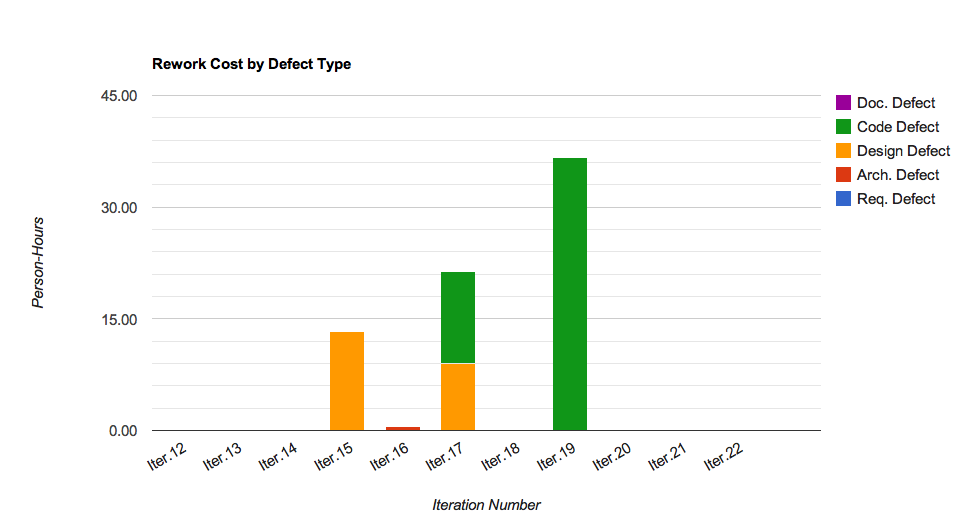 Rework Cost by Defect Type
45.00
30.00
15.00
0.00
Person-Hours
Iter.12
Iter.13
Iter.14
Iter.15
Iter.16
Iter.17
Iter.18
Iter.19
Iter.20
Iter.21
Iter.22
Iteration Number
Doc. Defect
Code Defect
Design Defect
Arch. Defect
Req. Defect